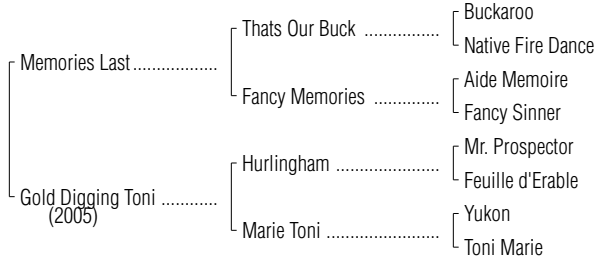 Buckaroo
Thats Our Buck ................
Native Fire Dance
Memories Last..................
Aide Memoire
Fancy Memories ..............
Fancy Sinner
Mr. Prospector
Hurlingham ......................
Feuille d'Erable
Gold Digging Toni ............
(2005)
Yukon
Marie Toni ........................
Toni Marie